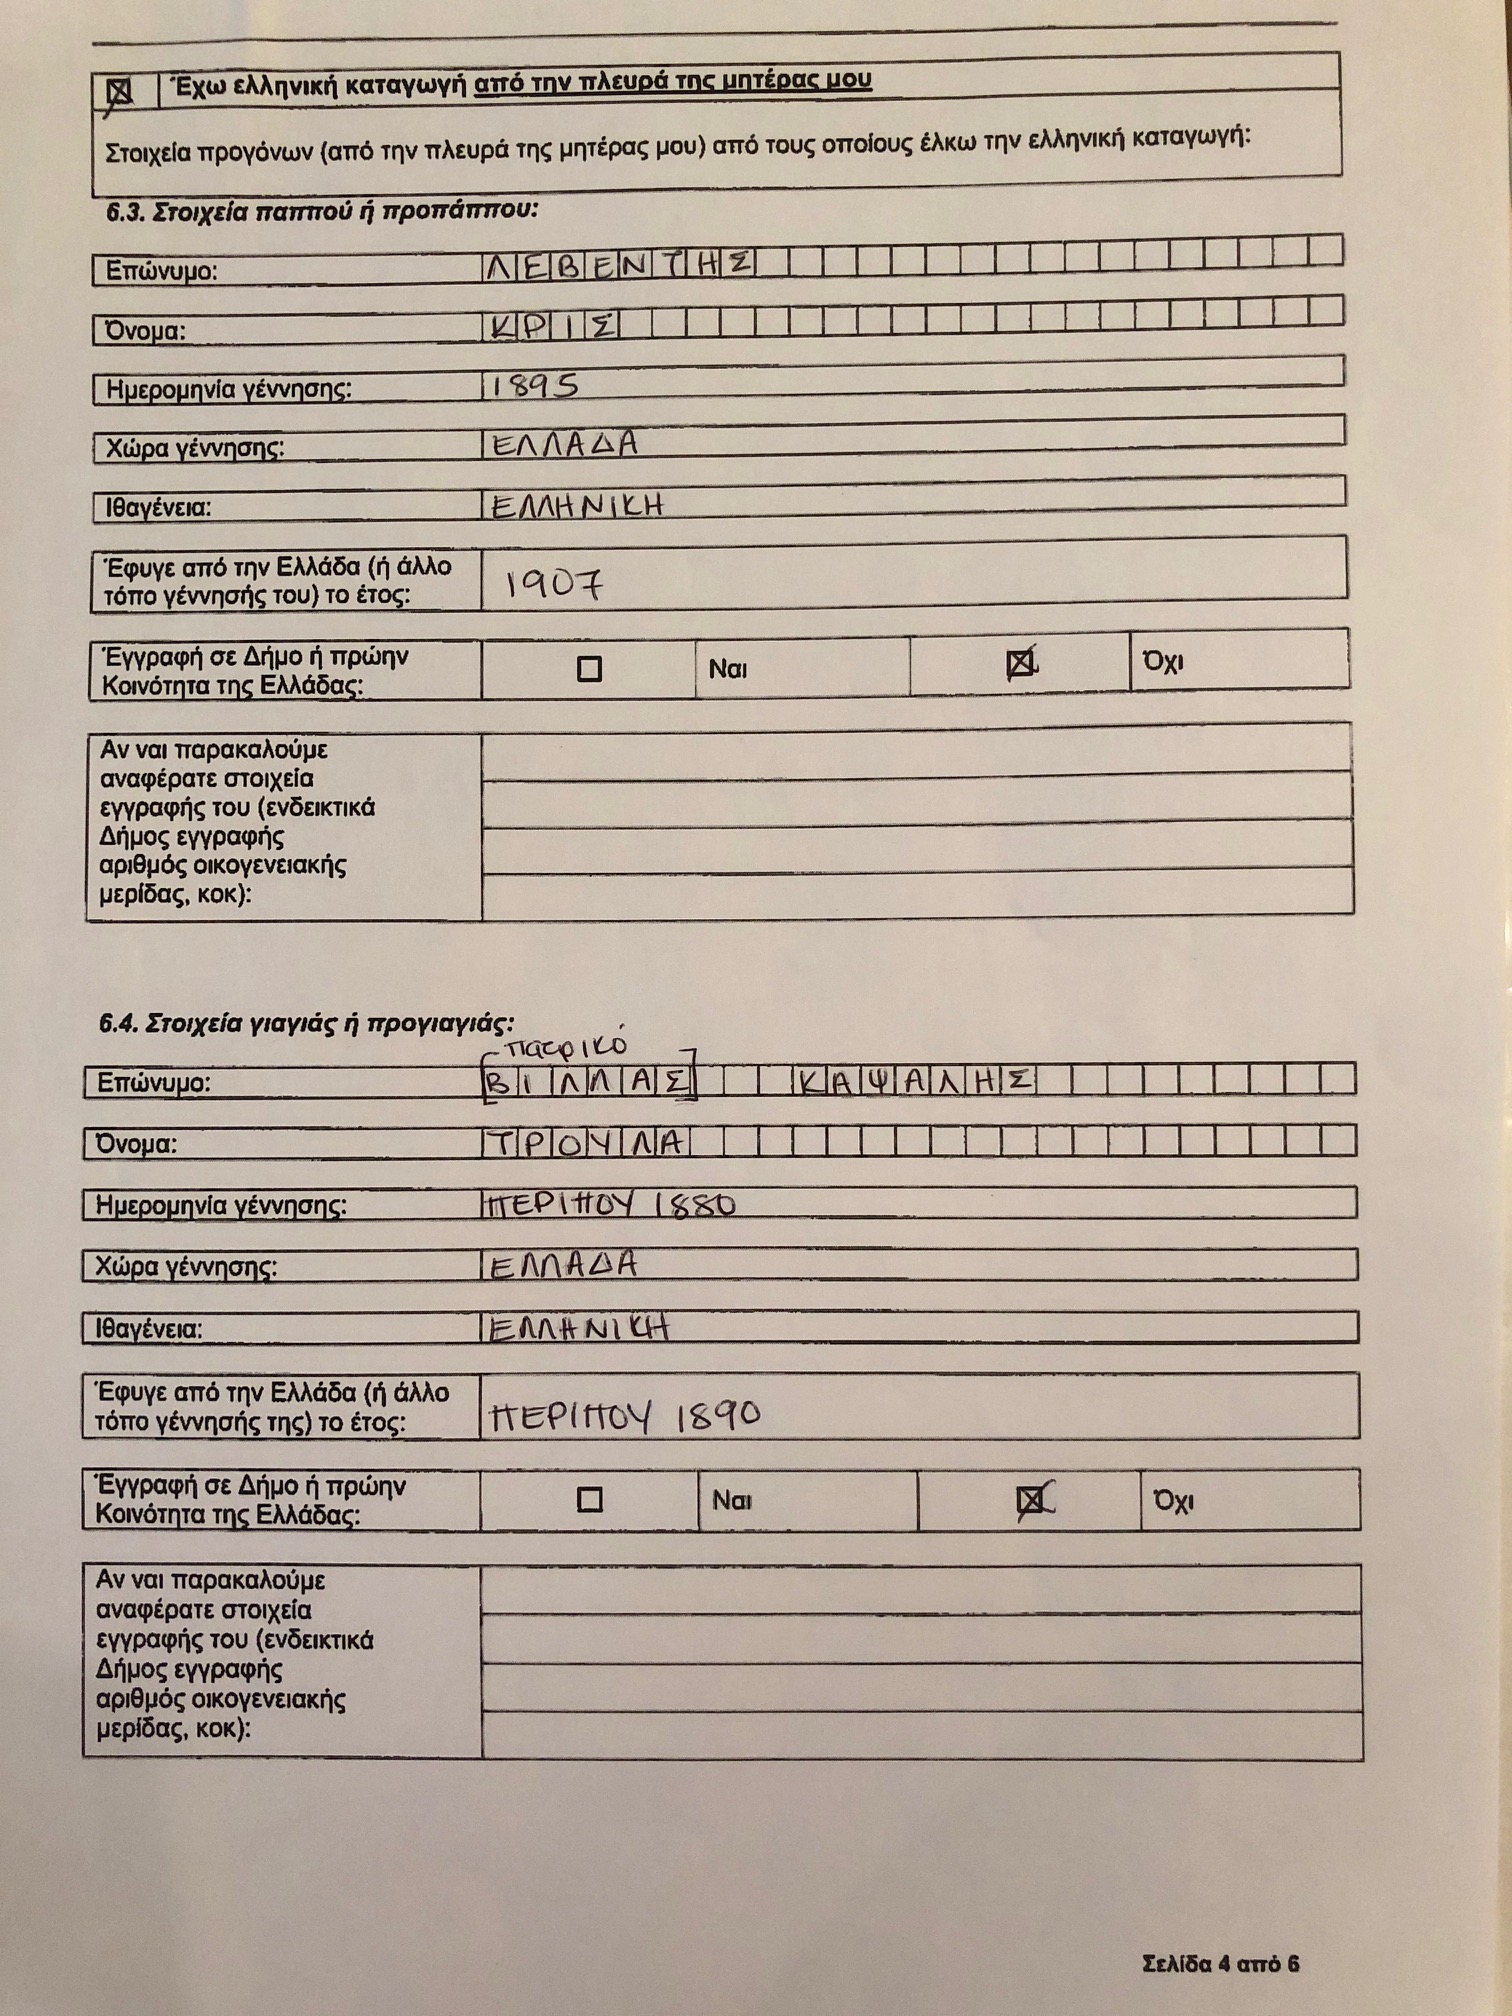 Έχω ελληνική καταγωγή από την πλευρά της μητέρας μου
Στοιχεία προγόνων (από την πλευρά της μητέρας μου) από τους οποίους έλκω την ελληνική καταγωγή:
6.3. Στοιχεία παππού ή προπάππου:
Επώνυμο: ΛΕΒΕΝΤΗΣ
Όνομα: ΚΡΙΣ
Ημερομηνία γέννησης: 1895
Χώρα γέννησης: ΕΛΛΑΔΑ
Ιθαγένεια: ΕΛΛΗΝΙΚΗ
Έφυγε από την Ελλάδα (ή άλλο
τόπο γέννησής του) το έτος: 1907
Έγγραφή σε Δήμο ή πρώην
Κοινότητα της Ελλάδας: Ναι Όχι
Αν ναι παρακαλούμε
αναφέρατε στοιχεία
εγγραφής του (ενδεικτικά
Δήμος εγγραφής
αριθμός οικογενειακής
μερίδας, κοκ):
6.4. Στοιχεία γιαγιάς ή προγιαγιάς:
πατρικό
Επώνυμο: [ΒΙΛΛΑΣ] ΚΑΨΑΛΗΣ
Όνομα: ΤΡΟΥΛΑ
Ημερομηνία γέννησης: ΠΕΡΙΠΟΥ 1880
Χώρα γέννησης: ΕΛΛΑΔΑ
Ιθαγένεια: ΕΛΛΗΝΙΚΗ
Έφυγε από την Ελλάδα (ή άλλο
τόπο γέννησής της) το έτος: ΠΕΡΙΠΟΥ 1890
Έγγραφή σε Δήμο ή πρώην
Κοινότητα της Ελλάδας: Ναι Όχι
Αν ναι παρακαλούμε
αναφέρατε στοιχεία
εγγραφής του (ενδεικτικά
Δήμος εγγραφής
αριθμός οικογενειακής
μερίδας, κοκ):
Σελίδα 4 από 6